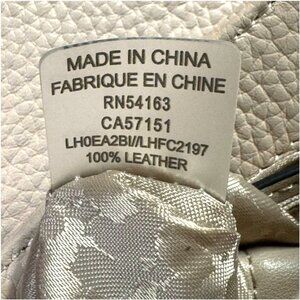 MADE IN CHINA
FABRIQUE EN CHINE
RN54163
CA57151
LH0EA2BI//LHFC2197
100% LEATHER